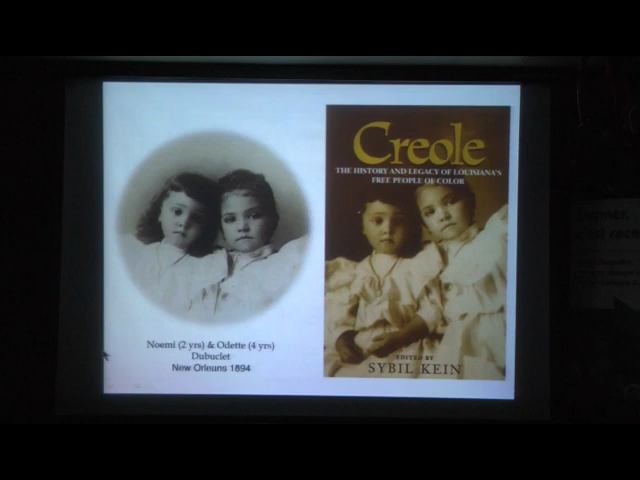 Noemi (2 yrs) & Odette (4 yrs)
Dubuclet
New Orleans 1894
Creole
THE HISTORY AND LEGACY OF LOUISIANA'S
FREE PEOPLE OF COLOR
EDITED BY
SYBIL KEIN